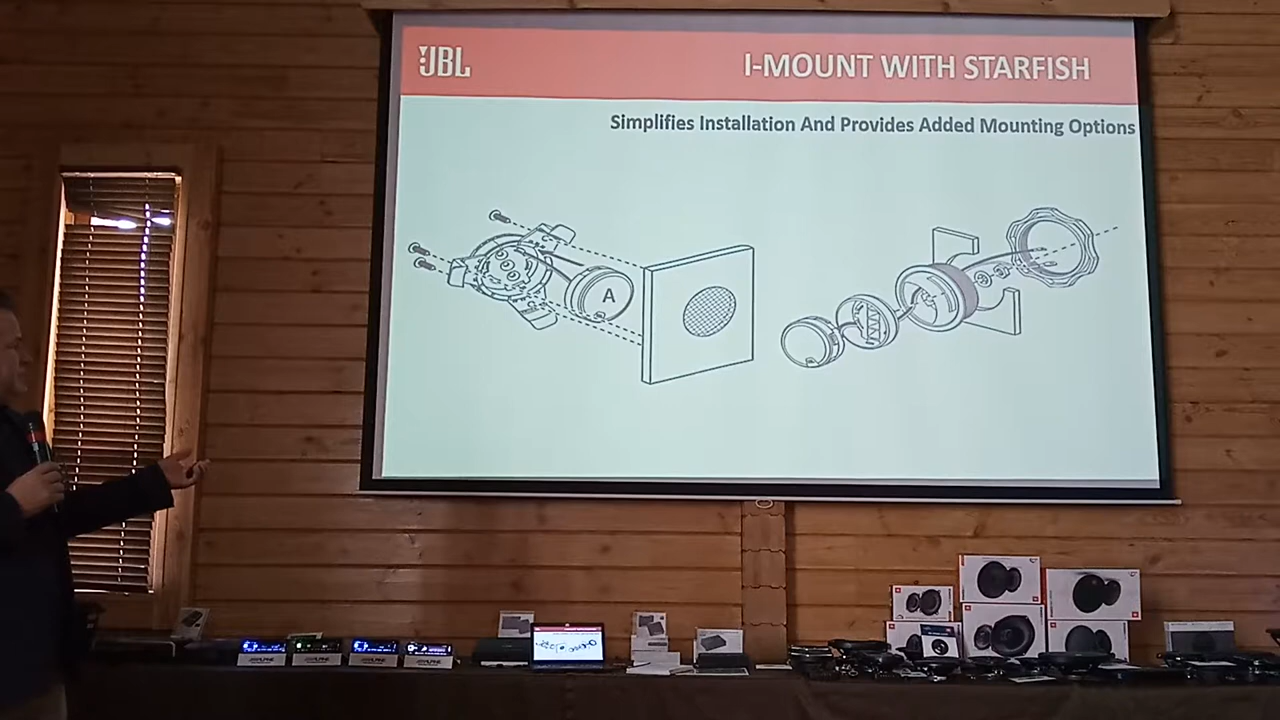 JBL
I-MOUNT WITH STARFISH
Simplifies Installation And Provides Added Mounting Options
A